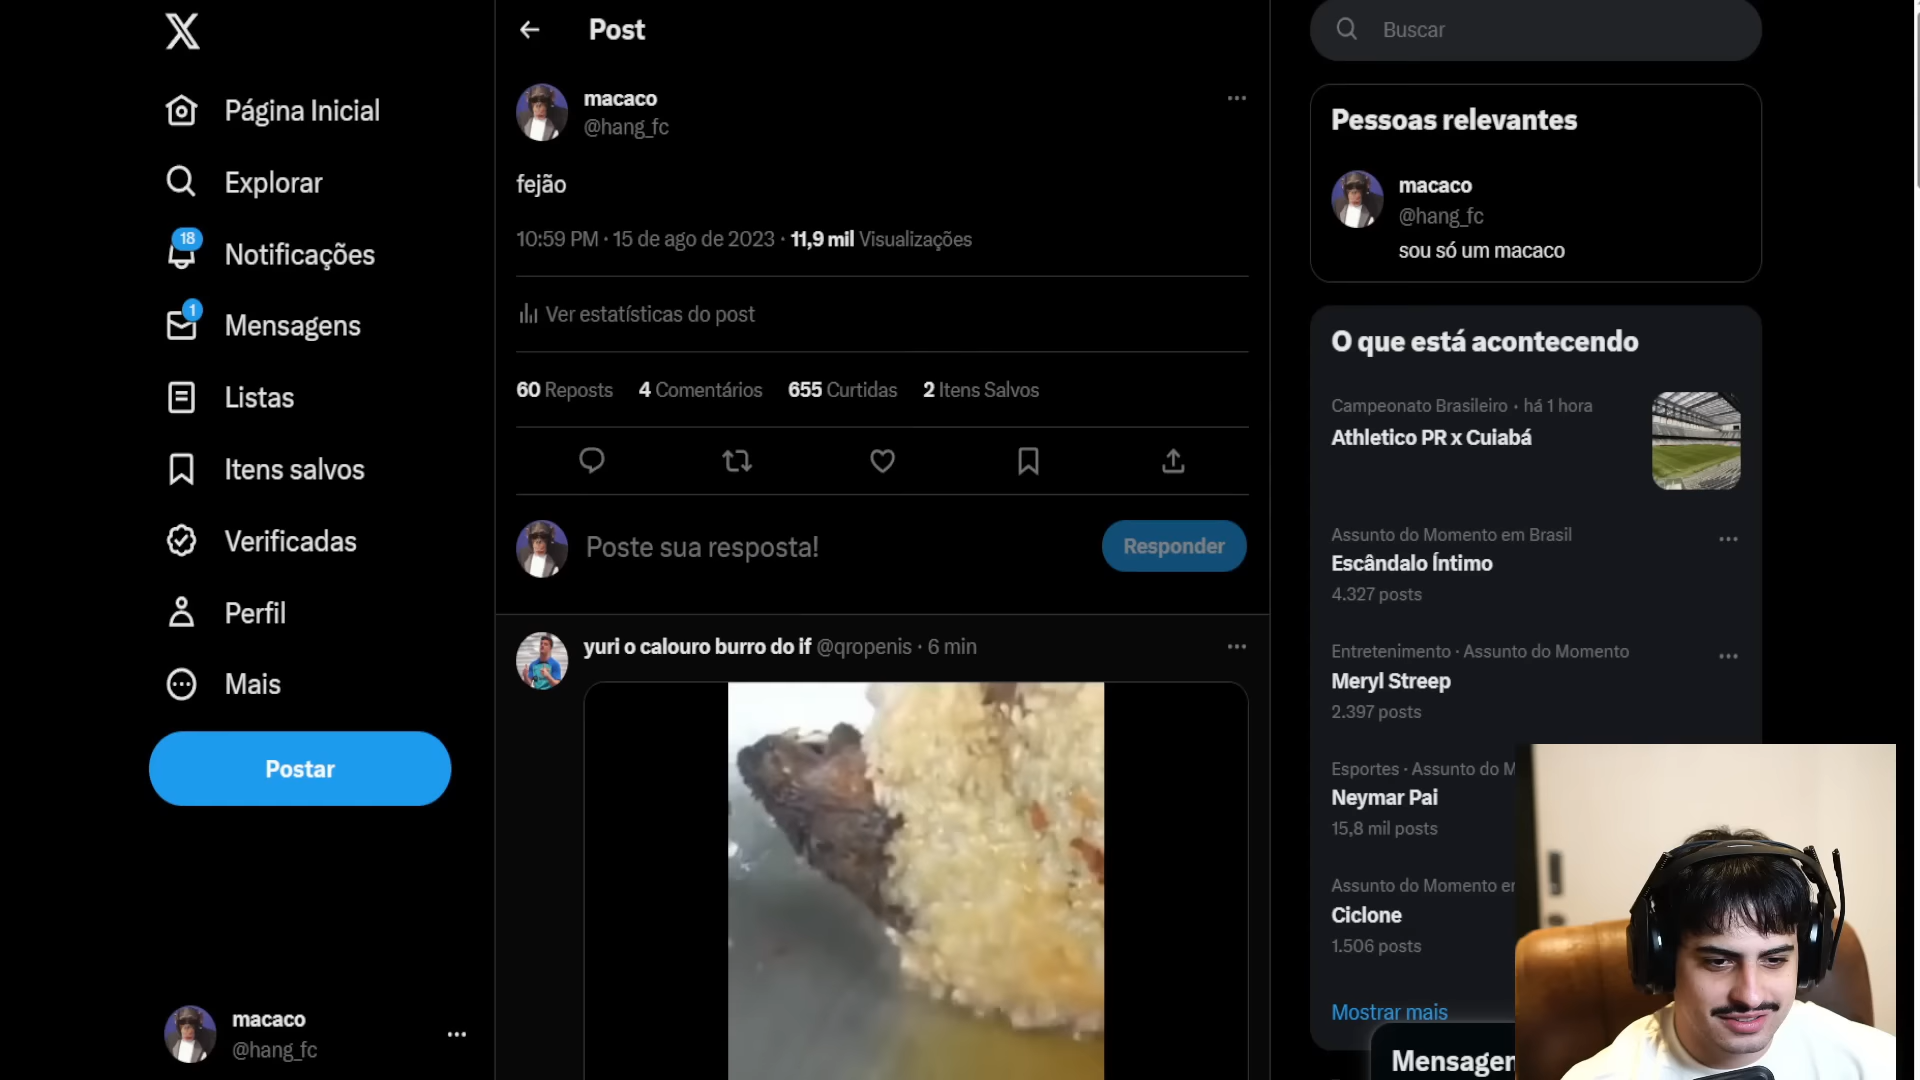 Página Inicial
Explorar
18
Notificações
1
Mensagens
Listas
Itens salvos
Verificadas
Perfil
Mais
Postar
macaco
@hang_fc
Post
macaco
@hang_fc
fejão
10:59 PM · 15 de ago de 2023 · 11,9 mil Visualizações
Ver estatísticas do post
60 Reposts 4 Comentários 655 Curtidas 2 Itens Salvos
Poste sua resposta!
Responder
yuri o calouro burro do if @qropenis · 6 min
Buscar
Pessoas relevantes
macaco
@hang_fc
sou só um macaco
O que está acontecendo
Campeonato Brasileiro · há 1 hora
Athletico PR x Cuiabá
Assunto do Momento em Brasil
Escândalo Íntimo
4.327 posts
Entretenimento · Assunto do Momento
Meryl Streep
2.397 posts
Esportes · Assunto do M
Neymar Pai
15,8 mil posts
Assunto do Momento e
Ciclone
1.506 posts
Mostrar mais
Mensagen